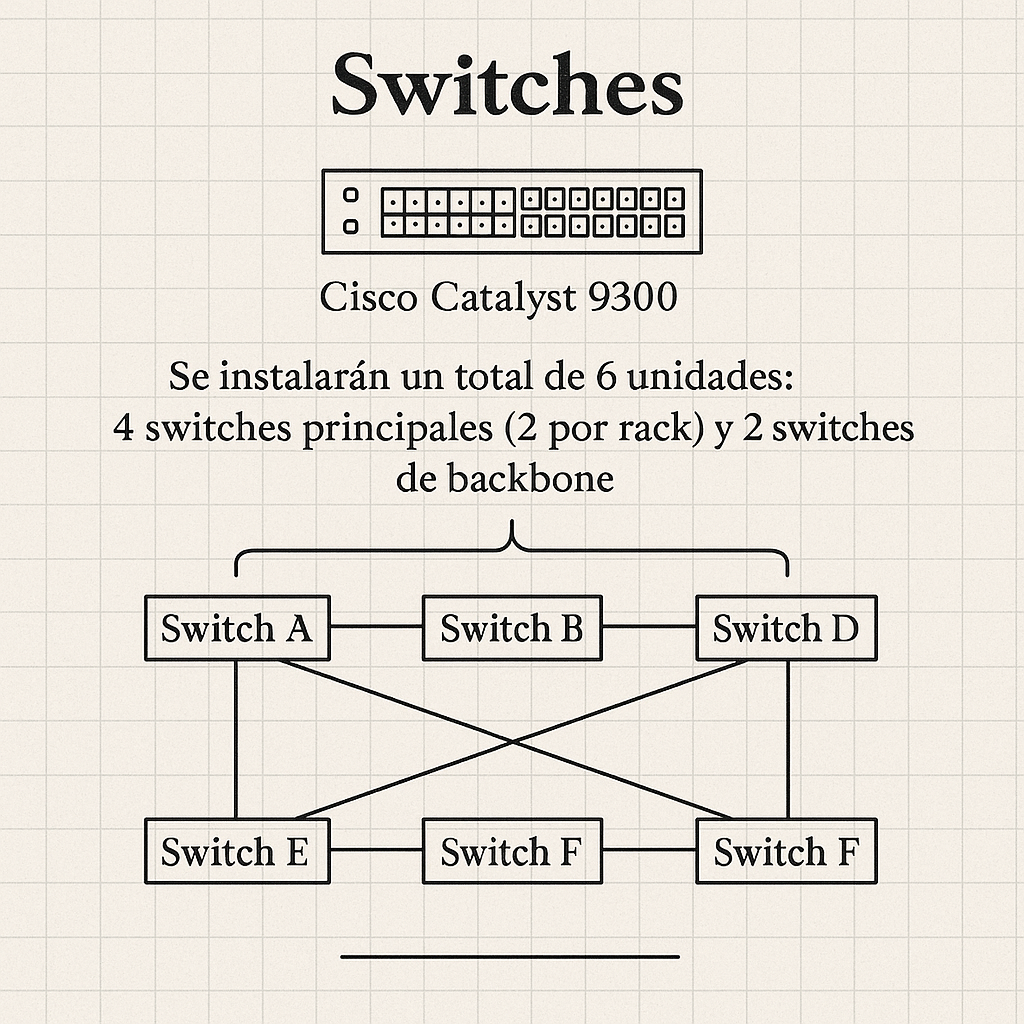 Switches
Cisco Catalyst 9300
Se instalarán un total de 6 unidades:
4 switches principales (2 por rack) y 2 switches
de backbone
Switch A
Switch B
Switch D
Switch E
Switch F
Switch F